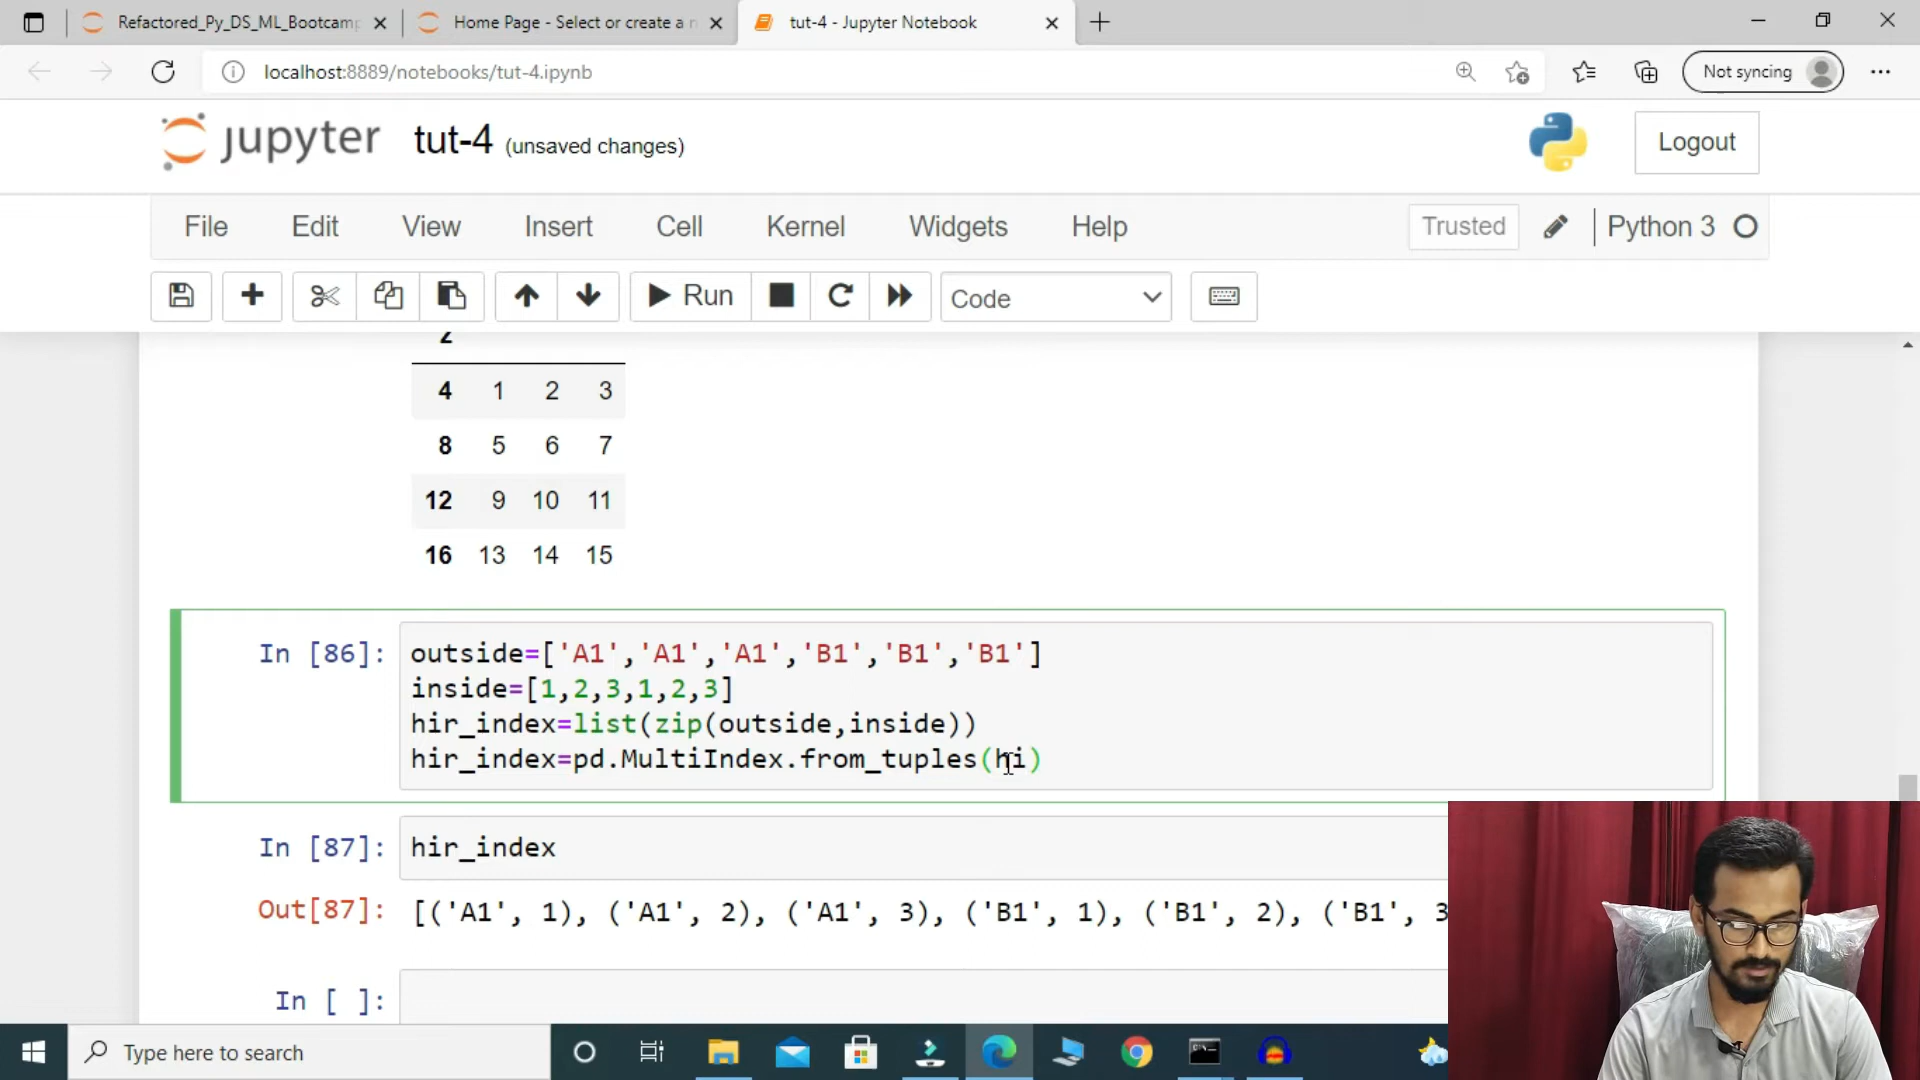 Refactored_Py_DS_ML_Bootcamp
Home Page - Select or create a n
tut-4 - Jupyter Notebook
localhost:8889/notebooks/tut-4.ipynb
Not syncing
jupyter
tut-4 (unsaved changes)
Logout
File Edit View Insert Cell Kernel Widgets Help
Trusted
Python 3
Run
Code
2
4 1 2 3
8 5 6 7
12 9 10 11
16 13 14 15
In [86]:
outside=['A1','A1','A1','B1','B1','B1']
inside=[1,2,3,1,2,3]
hir_index=list(zip(outside,inside))
hir_index=pd.MultiIndex.from_tuples(hi)
In [87]: hir_index
Out[87]: [('A1', 1), ('A1', 2), ('A1', 3), ('B1', 1), ('B1', 2), ('B1', 3
In [ ]:
Type here to search